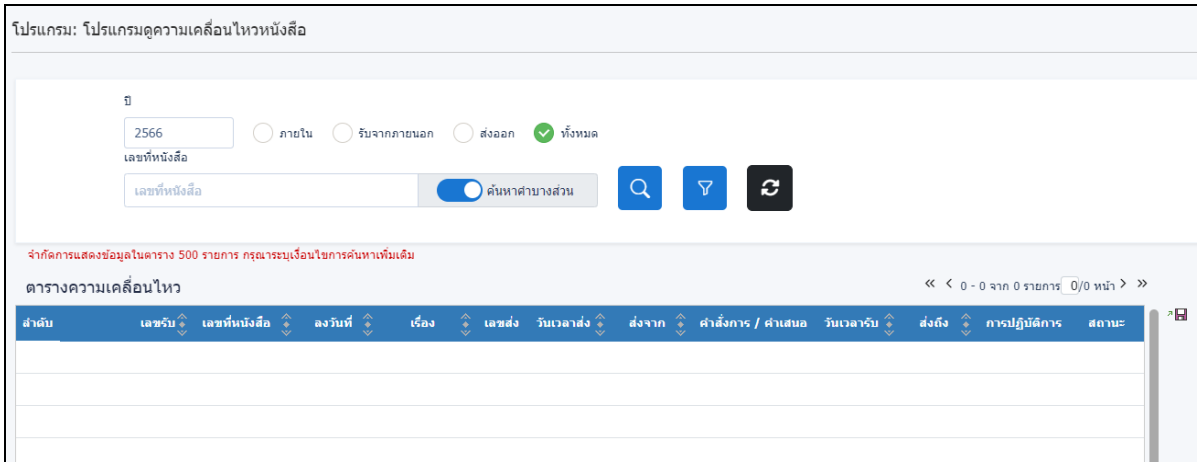 โปรแกรม: โปรแกรมดูความเคลื่อนไหวหนังสือ
ปี
2566 ภายใน รับจากภายนอก ส่งออก ทั้งหมด
เลขที่หนังสือ
เลขที่หนังสือ ค้นหาคำบางส่วน
จำกัดการแสดงข้อมูลในตาราง 500 รายการ กรุณาระบุเงื่อนไขการค้นหาเพิ่มเติม
ตารางความเคลื่อนไหว 0 - 0 จาก 0 รายการ 0/0 หน้า
ลำดับ เลขรับ เลขที่หนังสือ ลงวันที่ เรื่อง เลขส่ง วันเวลาส่ง ส่งจาก คำสั่งการ / คำเสนอ วันเวลารับ ส่งถึง การปฏิบัติการ สถานะ